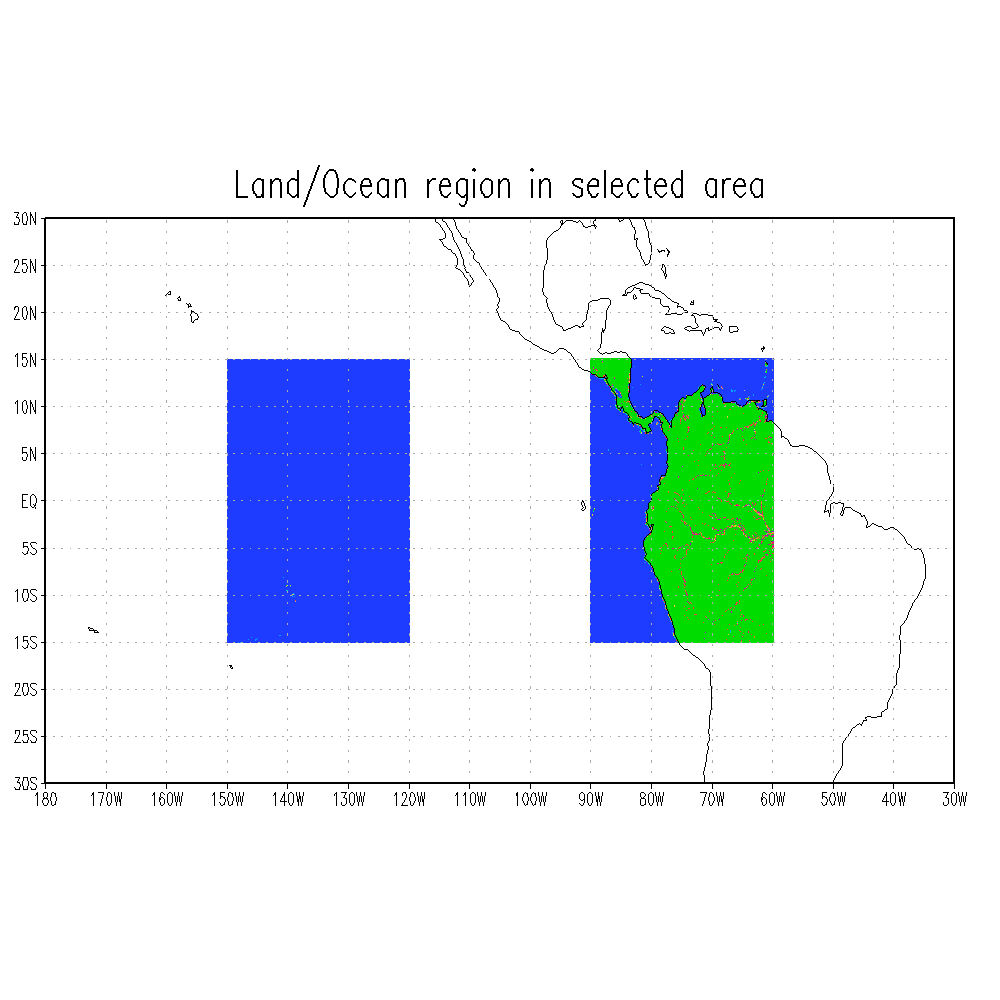 Land/Ocean region in selected area
30N
25N
20N
15N
10N
5N
EQ
5S
10S
15S
20S
25S
30S
180 170W 160W 150W 140W 130W 120W 110W 100W 90W 80W 70W 60W 50W 40W 30W